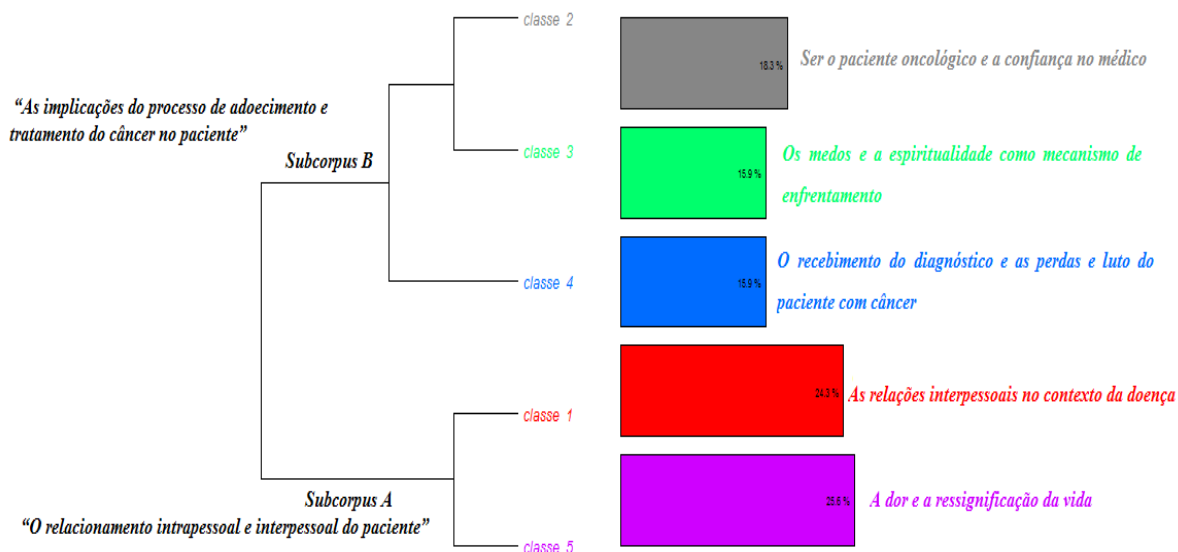 classe 2
18.3 %
Ser o paciente oncológico e a confiança no médico
“As implicações do processo de adoecimento e
tratamento do câncer no paciente”
Subcorpus B
classe 3
15.9 %
Os medos e a espiritualidade como mecanismo de
enfrentamento
classe 4
15.9 %
O recebimento do diagnóstico e as perdas e luto do
paciente com câncer
classe 1
24.3 %
As relações interpessoais no contexto da doença
Subcorpus A
“O relacionamento intrapessoal e interpessoal do paciente”
25.6 %
A dor e a ressignificação da vida
classe 5